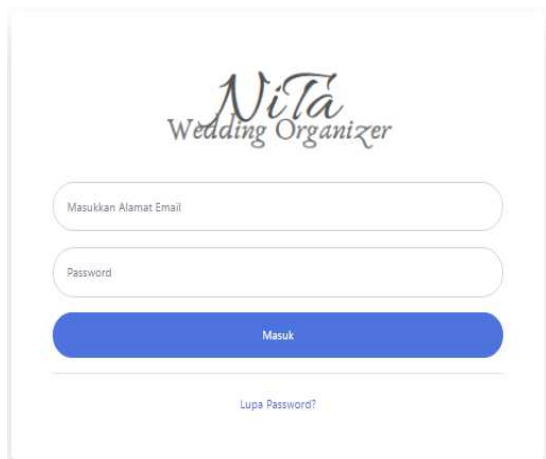 NiTa
Wedding Organizer
Masukkan Alamat Email
Password
Masuk
Lupa Password?